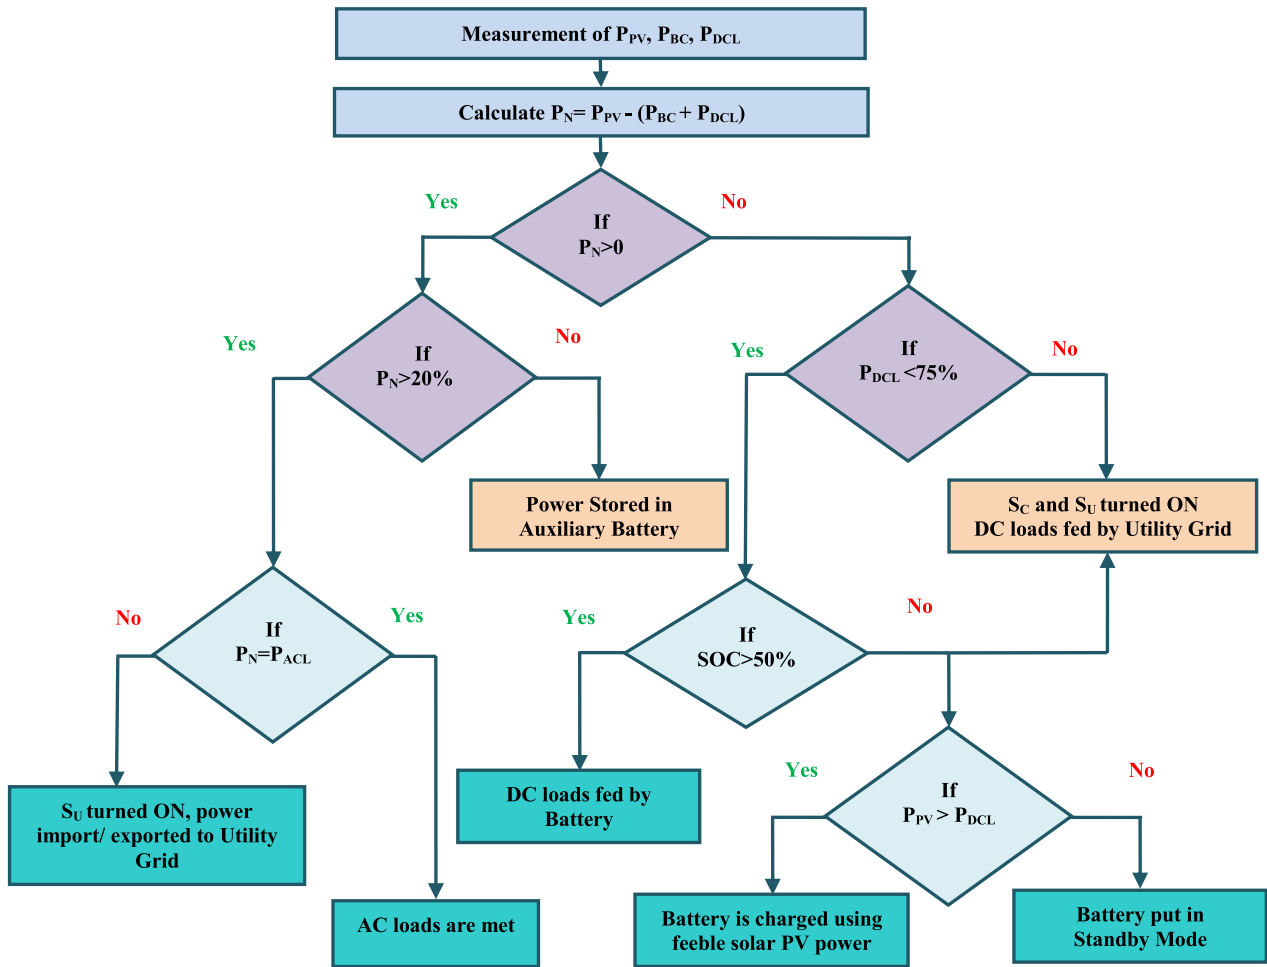 Measurement of P_PV, P_BC, P_DCL
Calculate P_N= P_PV - (P_BC + P_DCL)
Yes
No
If
P_N>0
Yes
No
If
P_N>20%
Yes
No
If
P_DCL <75%
Power Stored in
Auxiliary Battery
S_C and S_U turned ON
DC loads fed by Utility Grid
No
Yes
If
P_N=P_ACL
Yes
No
If
SOC>50%
S_U turned ON, power
import/ exported to Utility
Grid
AC loads are met
DC loads fed by
Battery
Yes
No
If
P_PV > P_DCL
Battery is charged using
feeble solar PV power
Battery put in
Standby Mode